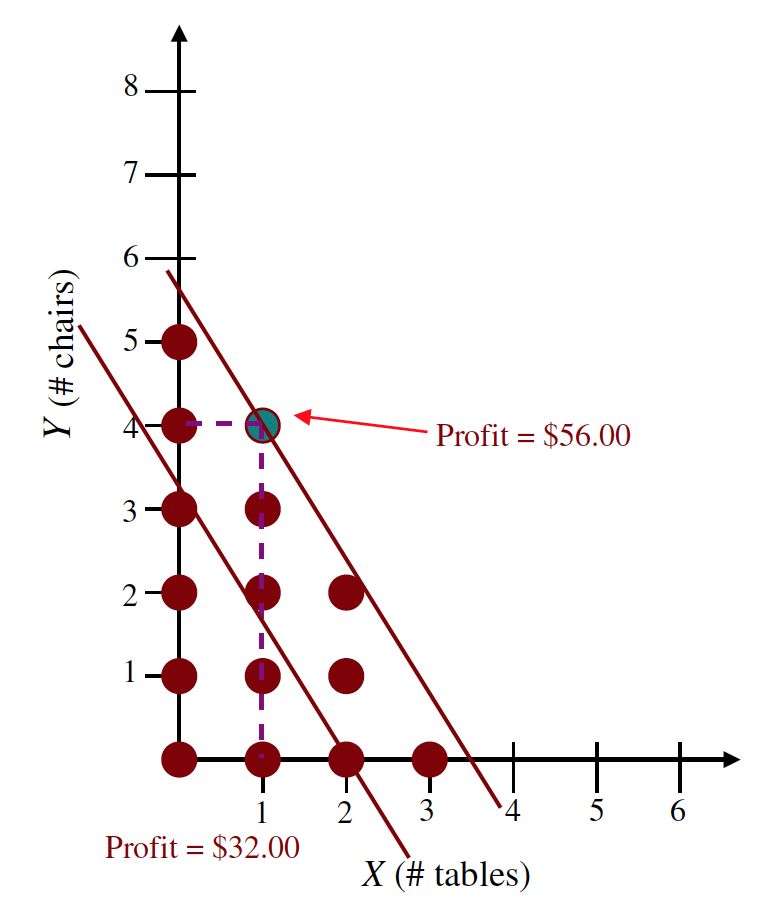 8
7
6
5
4
3
2
1
Y (# chairs)
Profit = $56.00
1 2 3 4 5 6
Profit = $32.00
X (# tables)